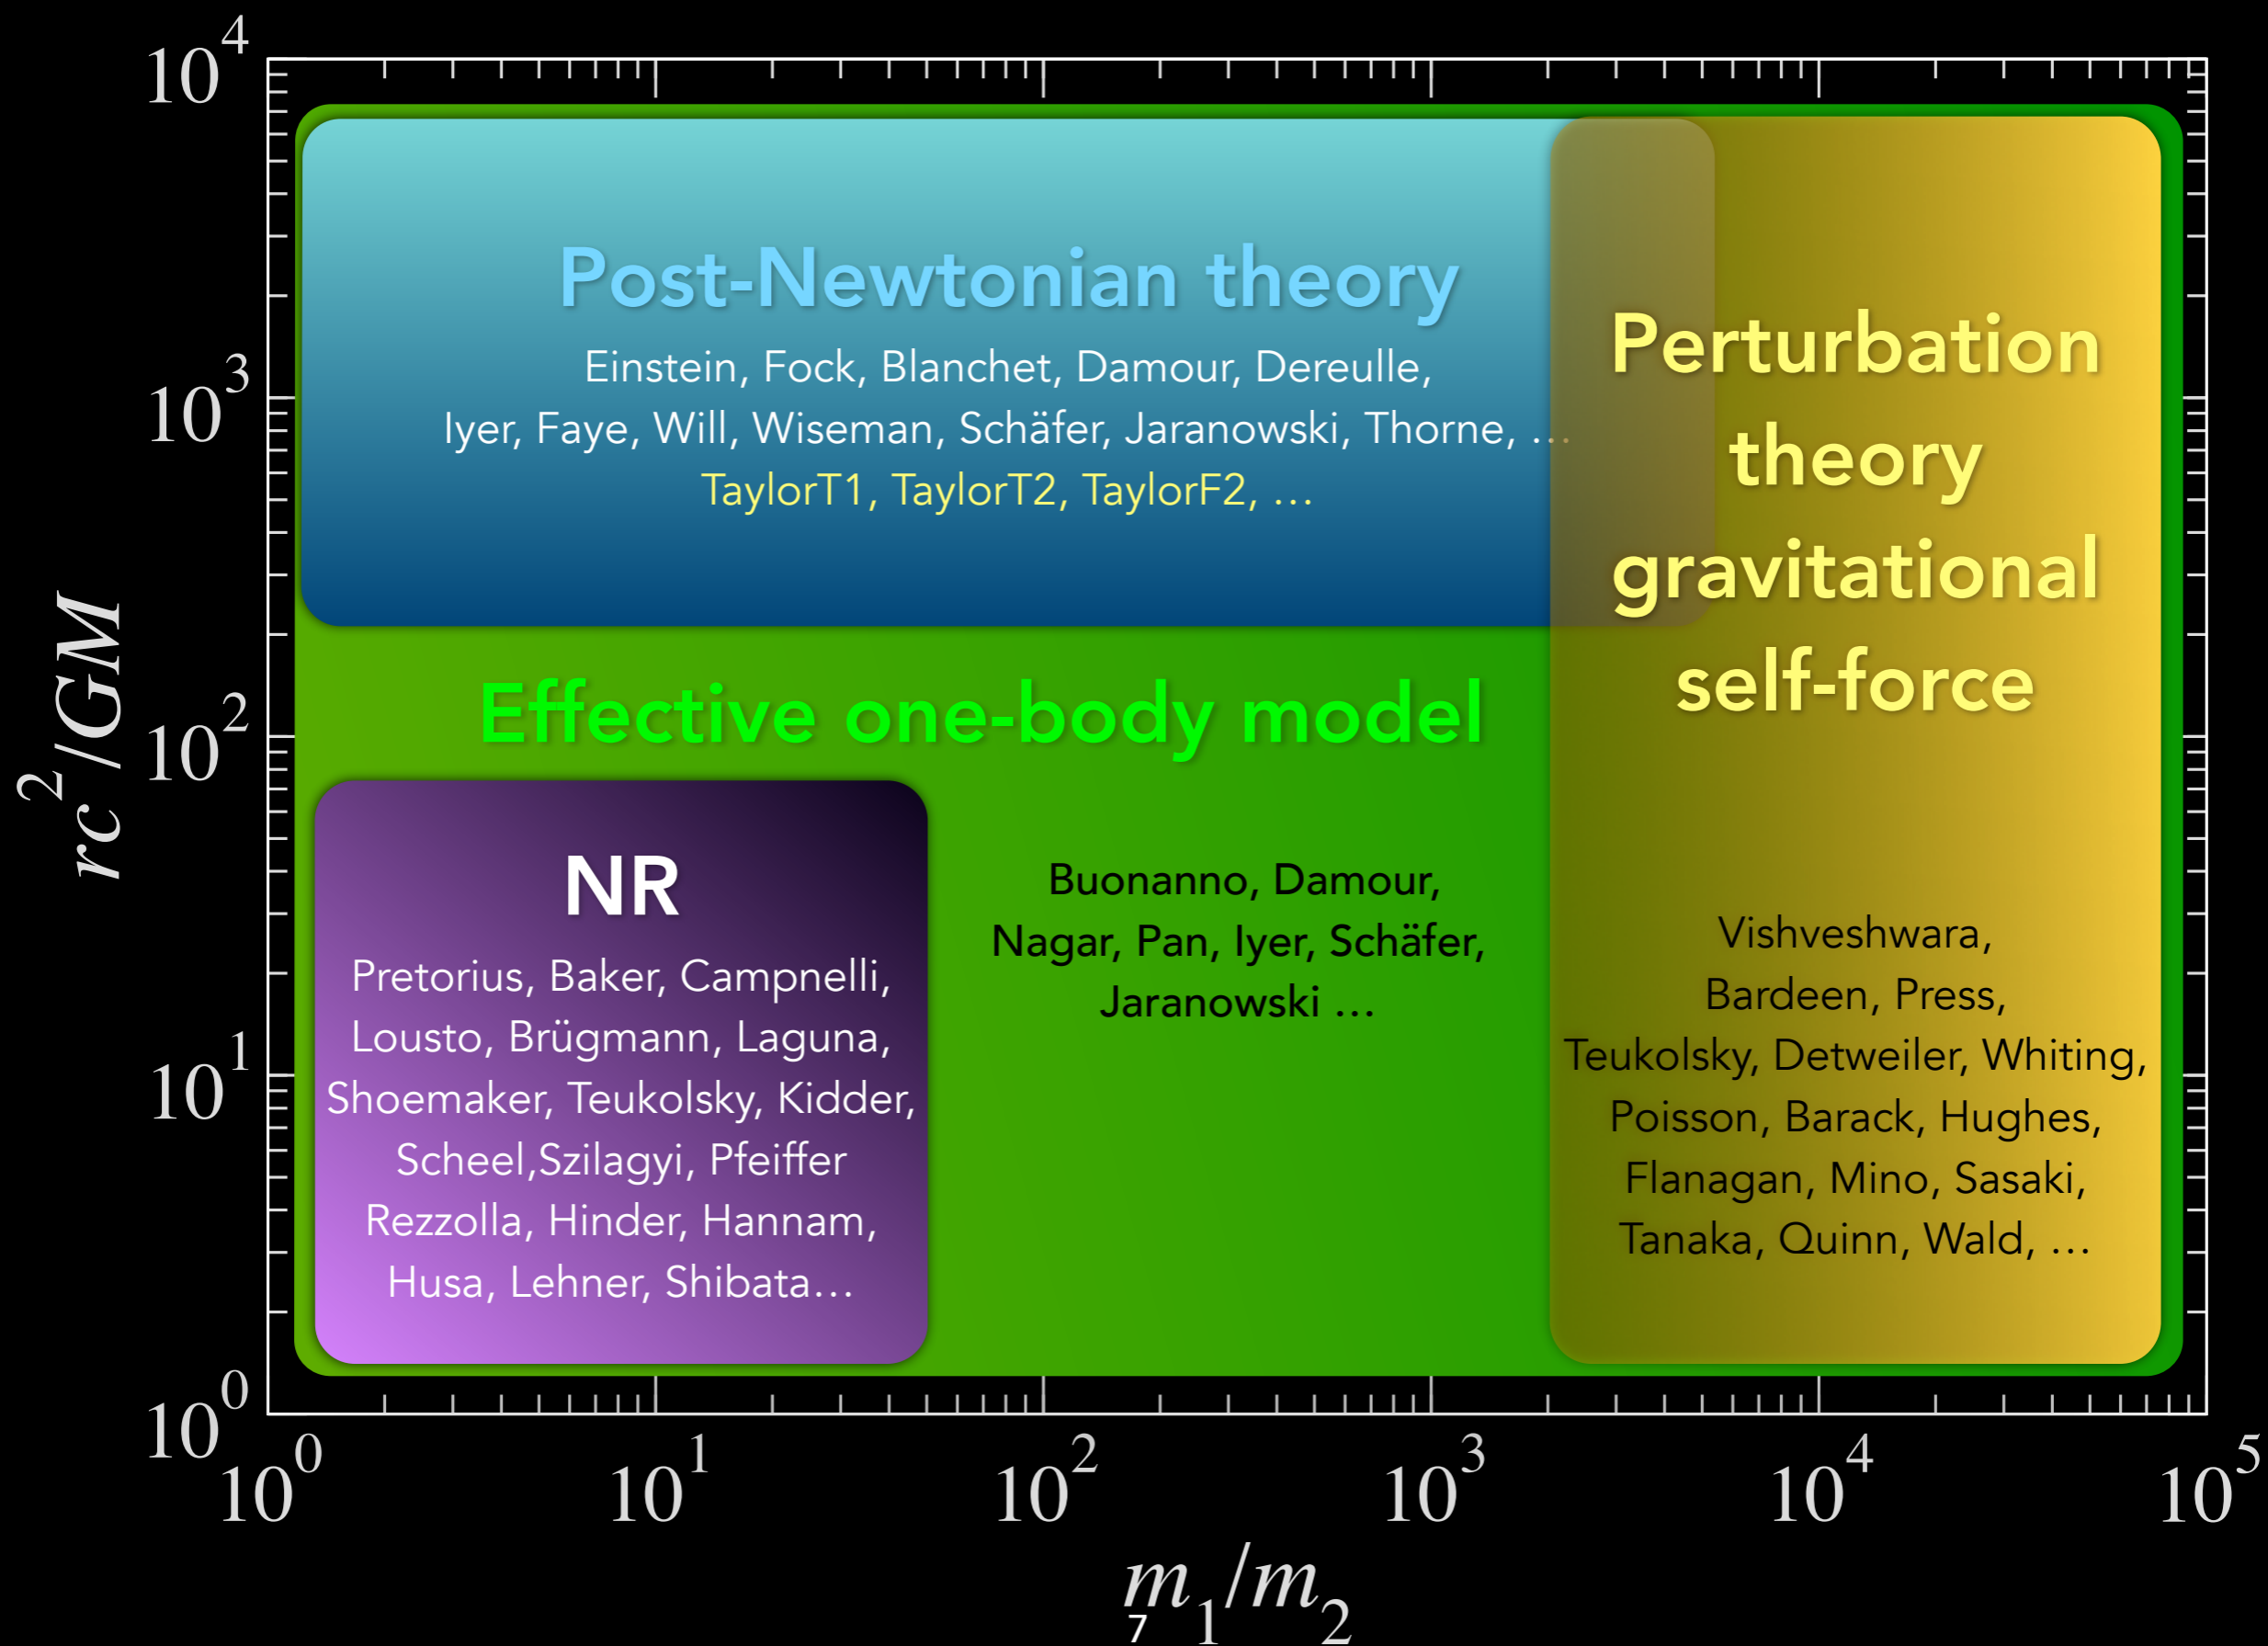 10^4
Post-Newtonian theory
Einstein, Fock, Blanchet, Damour, Dereulle,
Iyer, Faye, Will, Wiseman, Schäfer, Jaranowski, Thorne, …
TaylorT1, TaylorT2, TaylorF2, …
Perturbation
theory
gravitational
self-force
10^3
Effective one-body model
10^2
rc^2/GM
NR
Pretorius, Baker, Campnelli,
Lousto, Brügmann, Laguna,
Shoemaker, Teukolsky, Kidder,
Scheel,Szilagyi, Pfeiffer
Rezzolla, Hinder, Hannam,
Husa, Lehner, Shibata…
Buonanno, Damour,
Nagar, Pan, Iyer, Schäfer,
Jaranowski …
Vishveshwara,
Bardeen, Press,
Teukolsky, Detweiler, Whiting,
Poisson, Barack, Hughes,
Flanagan, Mino, Sasaki,
Tanaka, Quinn, Wald, …
10^1
10^0
10^0 10^1 10^2 10^3 10^4 10^5
m_1/m_2
7